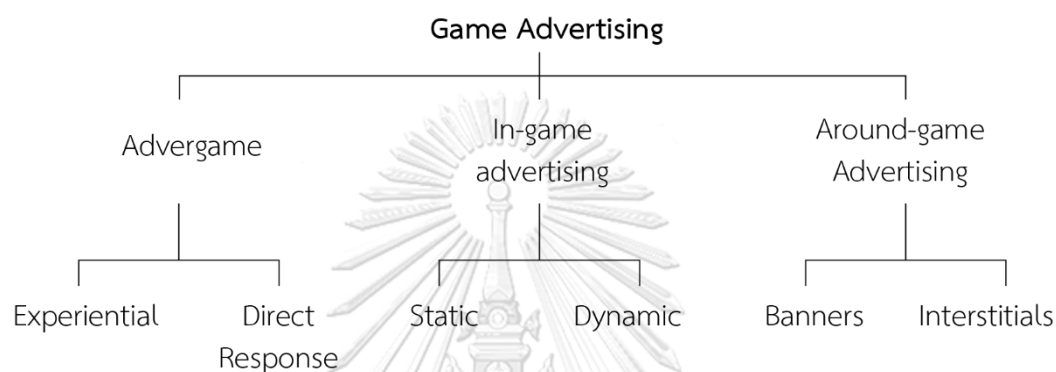 Game Advertising
Advergame
In-game
advertising
Around-game
Advertising
Experiential
Direct
Response
Static
Dynamic
Banners
Interstitials